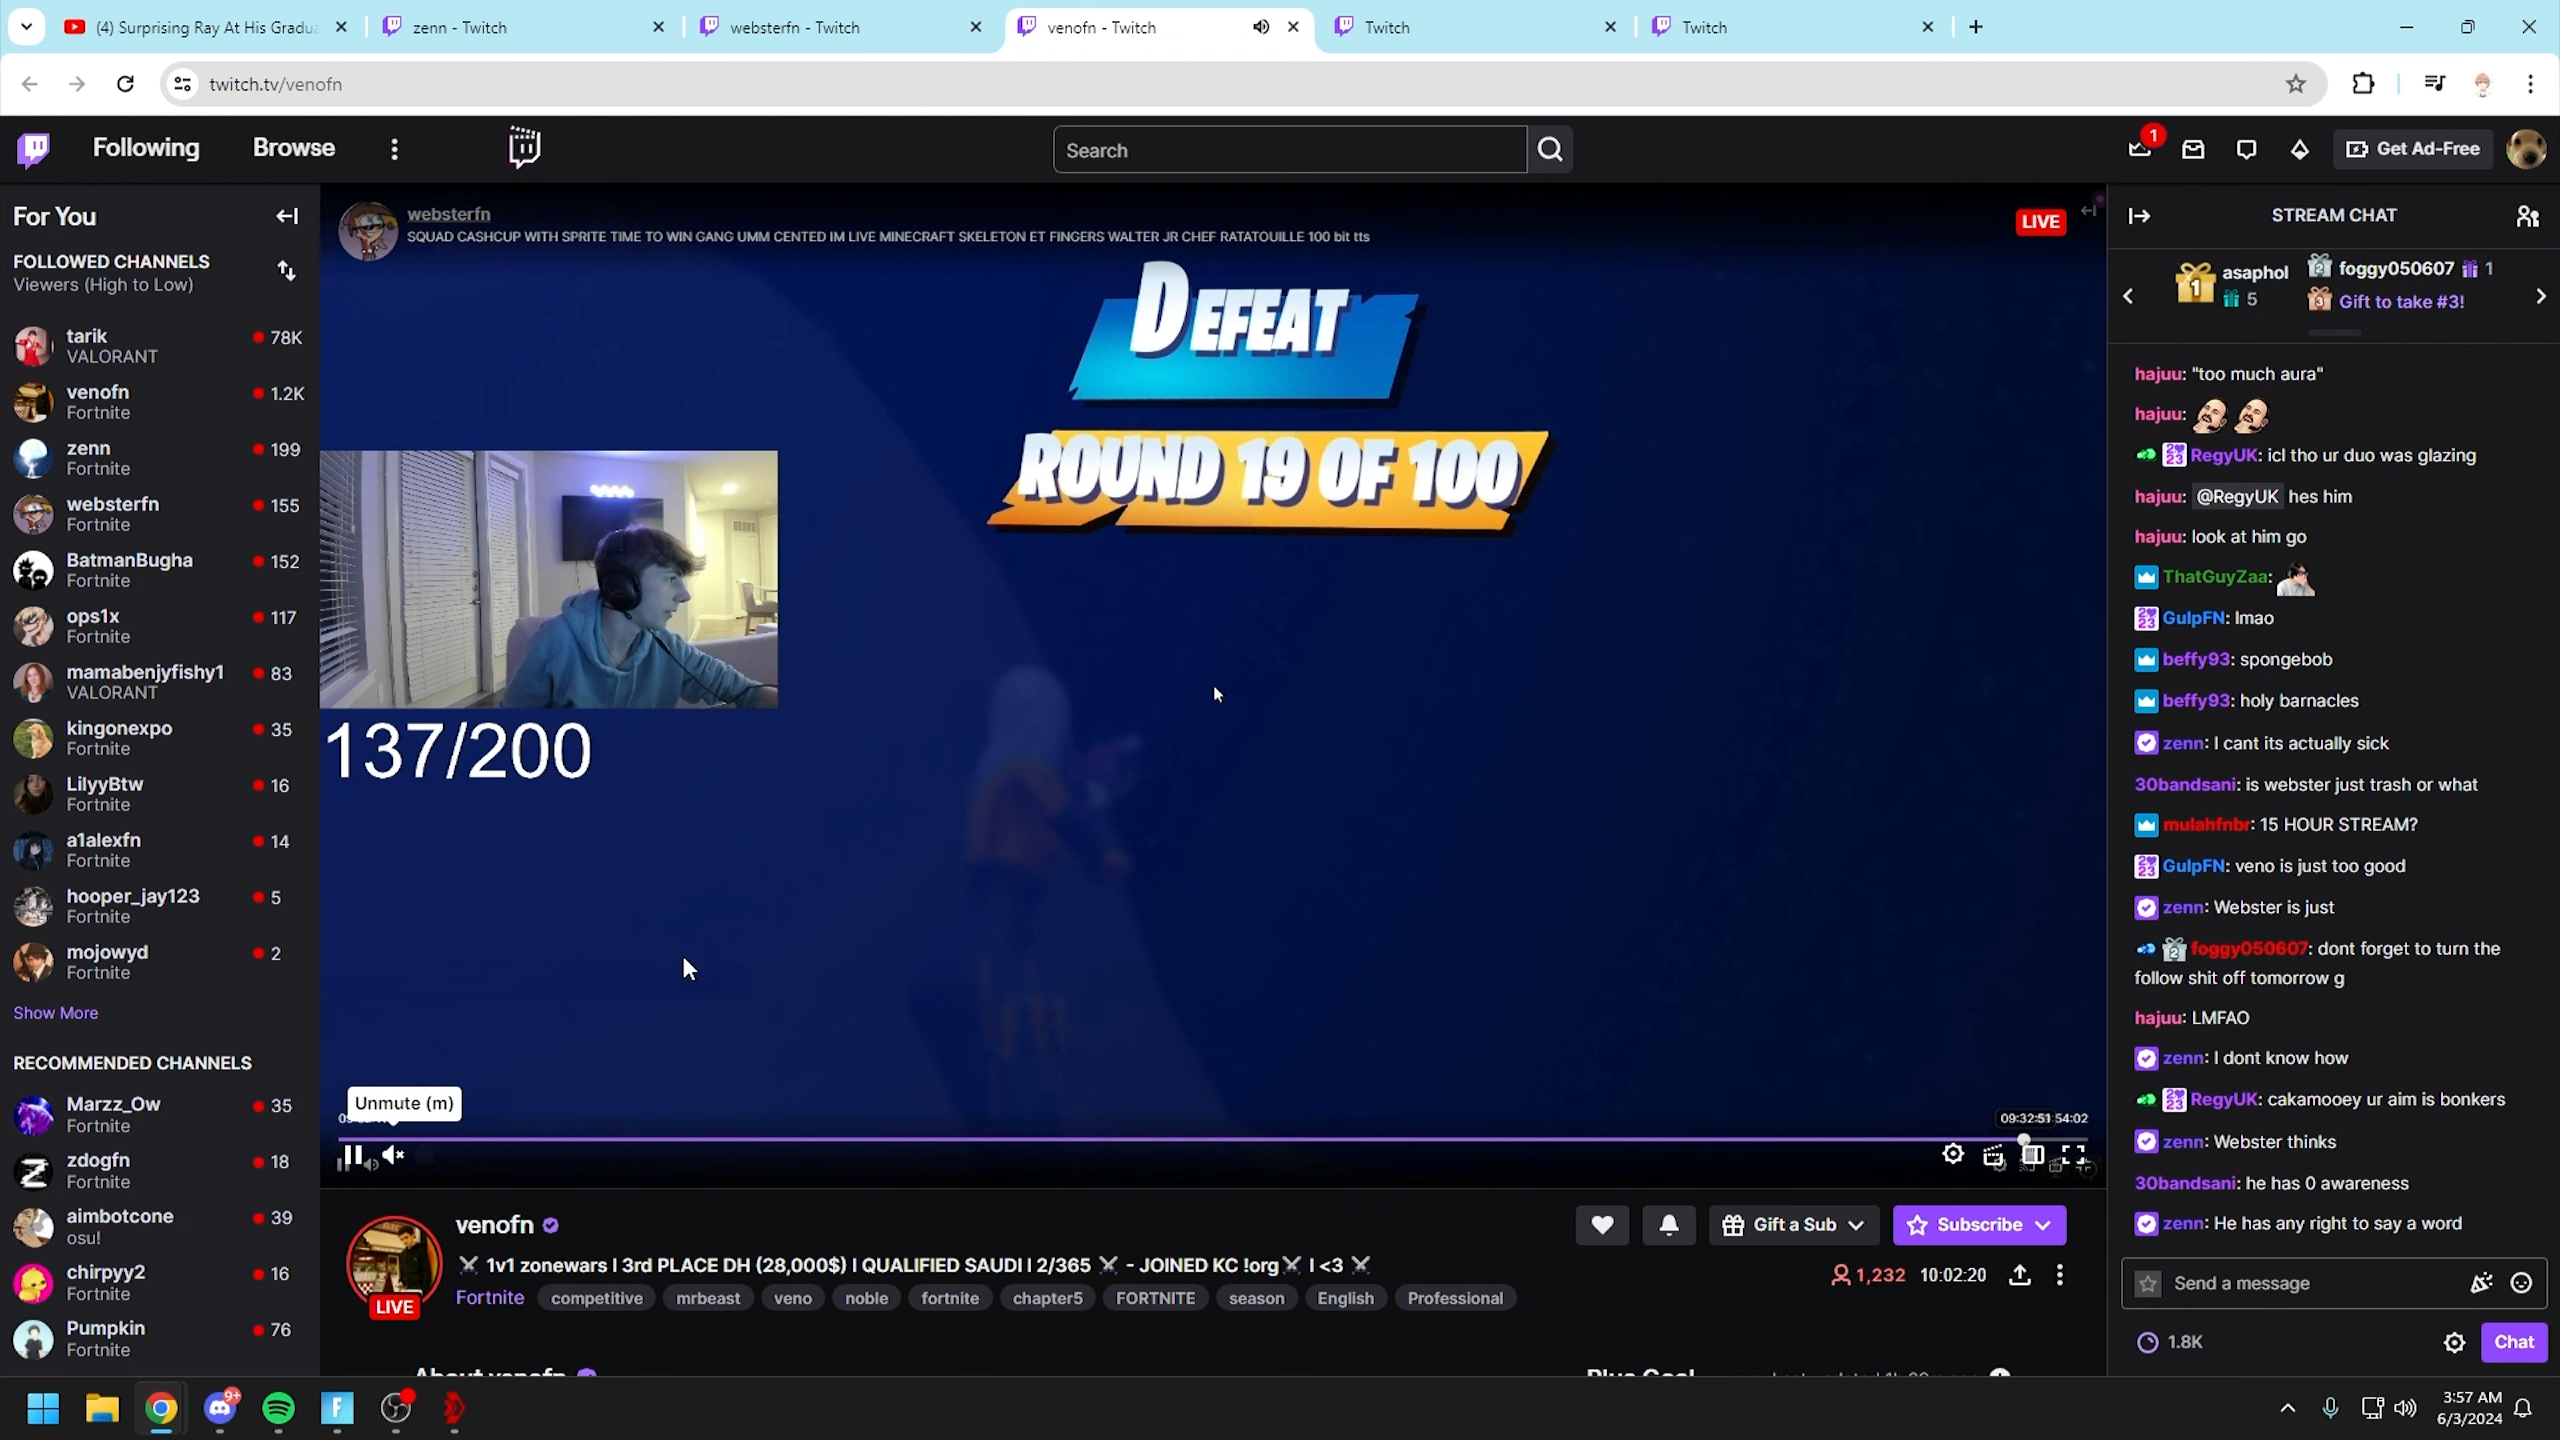 (4) Surprising Ray At His Gradu
zenn - Twitch
websterfn - Twitch
venofn - Twitch
Twitch
Twitch
twitch.tv/venofn
Following
Browse
Search
1
Get Ad-Free
For You
FOLLOWED CHANNELS
Viewers (High to Low)
tarik 78K
VALORANT
venofn 1.2K
Fortnite
zenn 199
Fortnite
websterfn 155
Fortnite
BatmanBugha 152
Fortnite
ops1x 117
Fortnite
mamabenjyfishy1 83
VALORANT
kingonexpo 35
Fortnite
LilyyBtw 16
Fortnite
a1alexfn 14
Fortnite
hooper_jay123 5
Fortnite
mojowyd 2
Fortnite
Show More
RECOMMENDED CHANNELS
Marzz_Ow 35
Fortnite
zdogfn 18
Fortnite
aimbotcone 39
osu!
chirpyy2 16
Fortnite
Pumpkin 76
Fortnite
websterfn
SQUAD CASHCUP WITH SPRITE TIME TO WIN GANG UMM CENTED IM LIVE MINECRAFT SKELETON ET FINGERS WALTER JR CHEF RATATOUILLE 100 bit tts
LIVE
DEFEAT
ROUND 19 OF 100
137/200
Unmute (m)
09:32:51
54:02
venofn
⚔ 1v1 zonewars I 3rd PLACE DH (28,000$) I QUALIFIED SAUDI I 2/365 ⚔ - JOINED KC !org⚔ I <3 ⚔
LIVE
Fortnite competitive mrbeast veno noble fortnite chapter5 FORTNITE season English Professional
Gift a Sub
Subscribe
1,232 10:02:20
STREAM CHAT
1 asaphol
5
2 foggy050607 1
3 Gift to take #3!
hajuu: "too much aura"
hajuu:
RegyUK: icl tho ur duo was glazing
hajuu: @RegyUK hes him
hajuu: look at him go
ThatGuyZaa:
GulpFN: lmao
beffy93: spongebob
beffy93: holy barnacles
zenn: I cant its actually sick
30bandsani: is webster just trash or what
mulahfnbr: 15 HOUR STREAM?
GulpFN: veno is just too good
zenn: Webster is just
foggy050607: dont forget to turn the
follow shit off tomorrow g
hajuu: LMFAO
zenn: I dont know how
RegyUK: cakamooey ur aim is bonkers
zenn: Webster thinks
30bandsani: he has 0 awareness
zenn: He has any right to say a word
Send a message
1.8K
Chat
9+
3:57 AM
6/3/2024